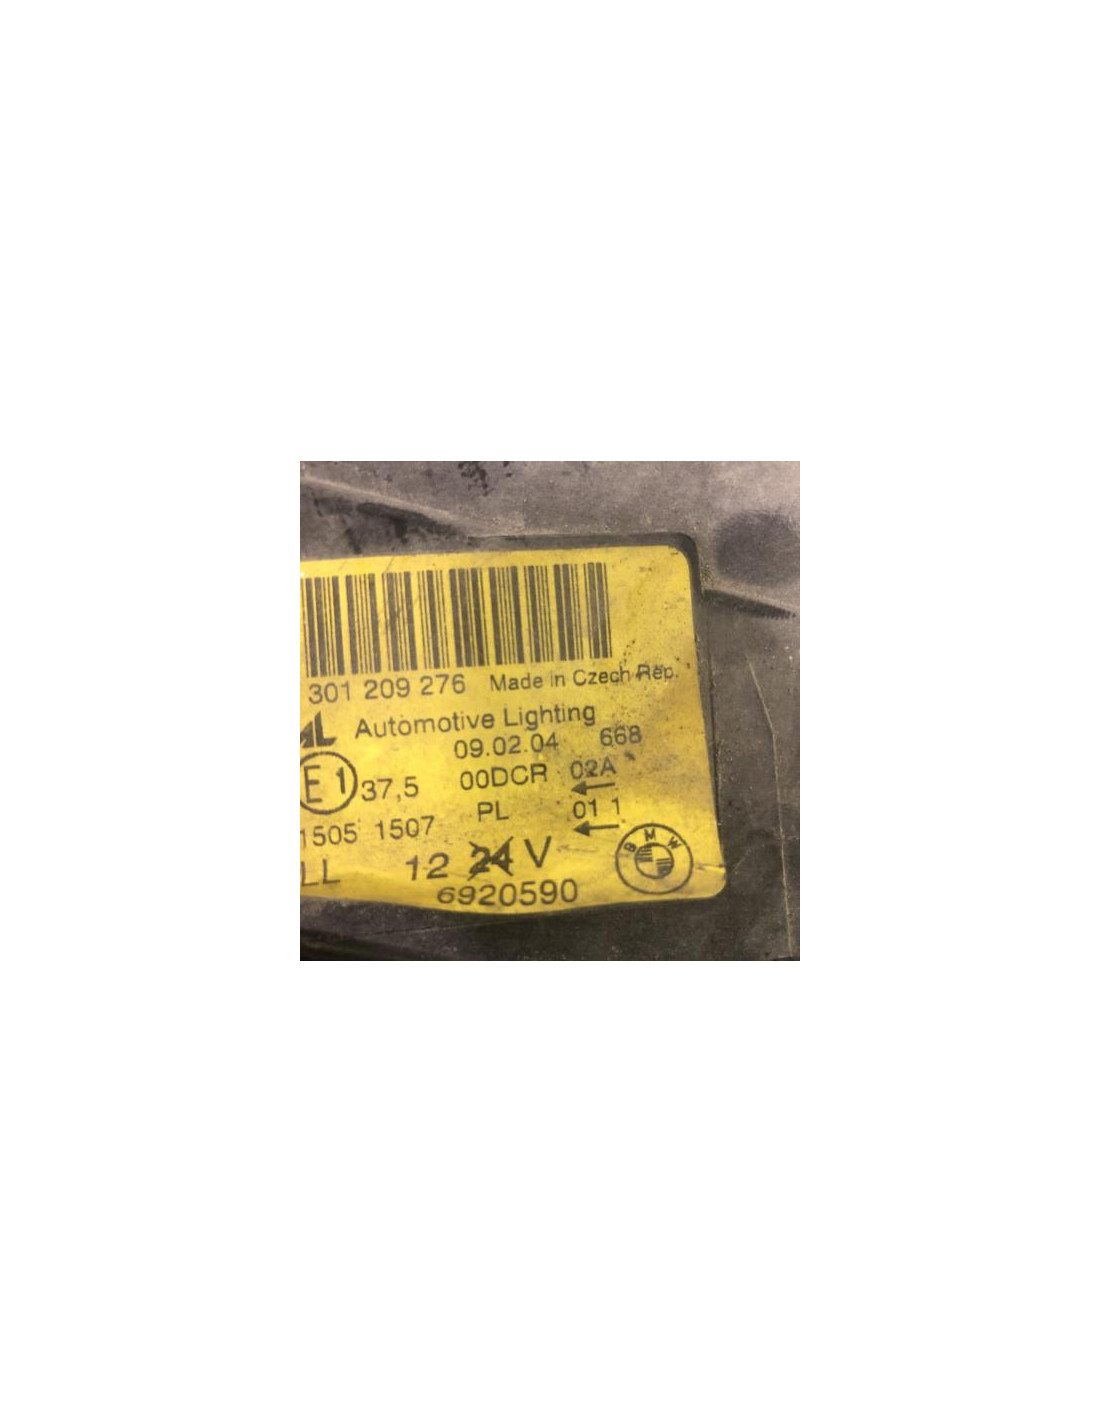 301 209 276 Made in Czech Rep.
AL Automotive Lighting
09.02.04 668
E1 37,5 00DCR 02A
1505 1507 PL 01 1
LL 12 24 V
6920590
BMW